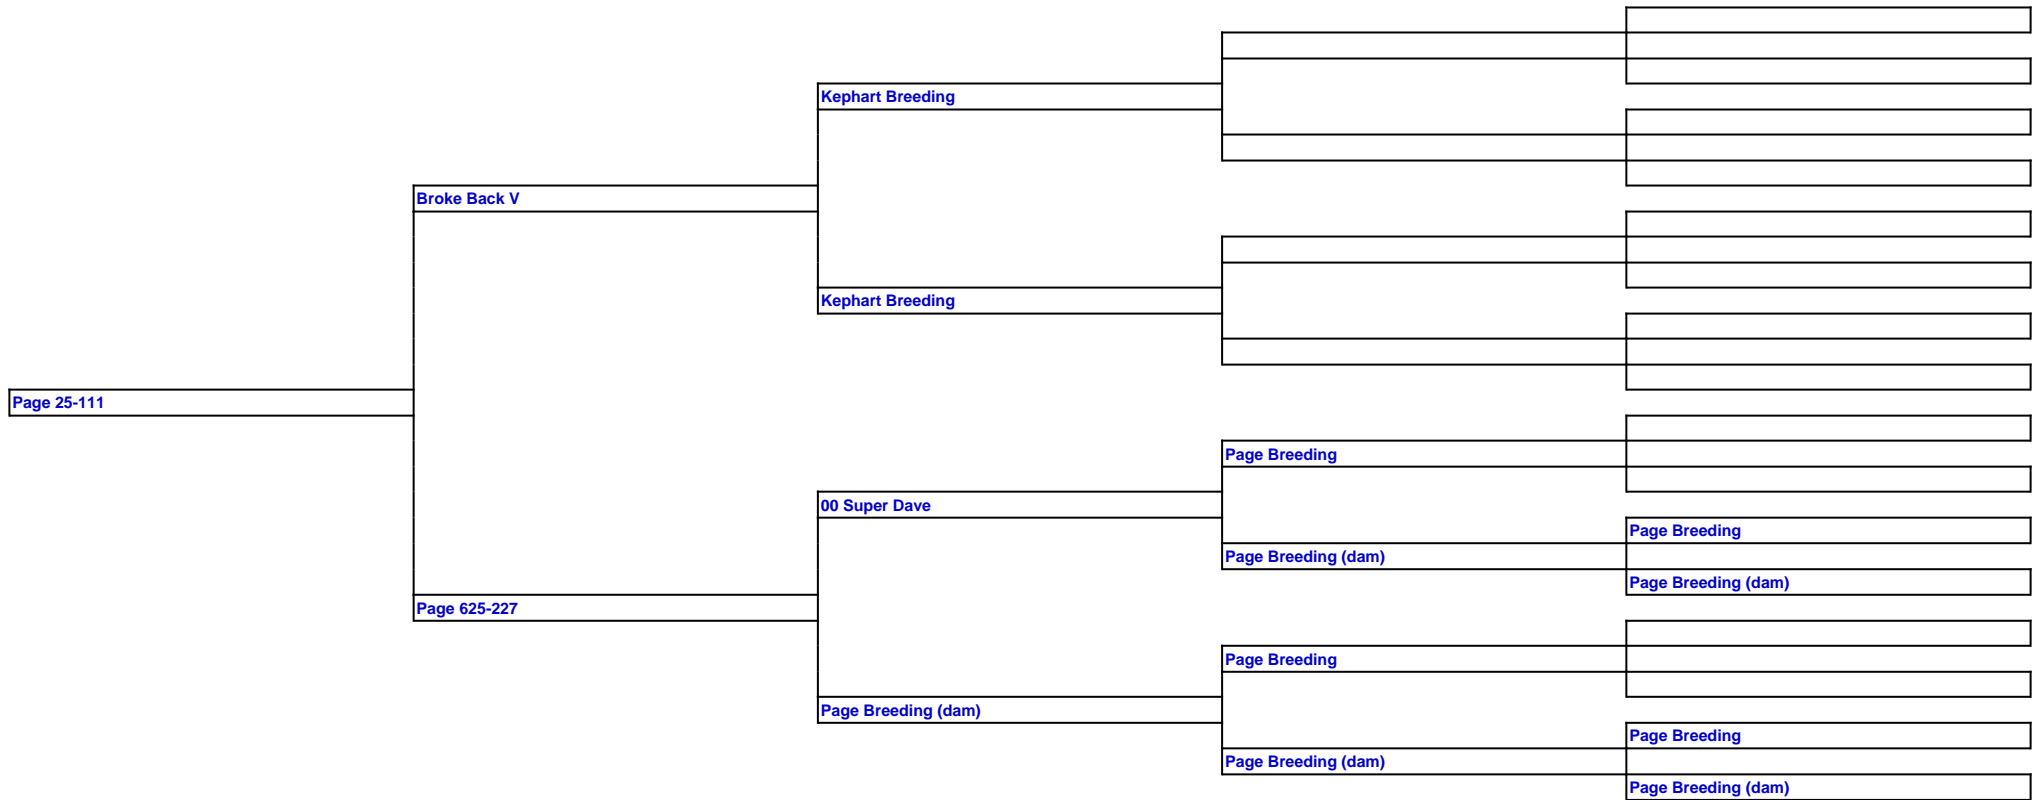 Kephart Breeding
Broke Back V
Kephart Breeding
Page 25-111
Page Breeding
00 Super Dave
Page Breeding
Page Breeding (dam)
Page Breeding (dam)
Page 625-227
Page Breeding
Page Breeding (dam)
Page Breeding
Page Breeding (dam)
Page Breeding (dam)